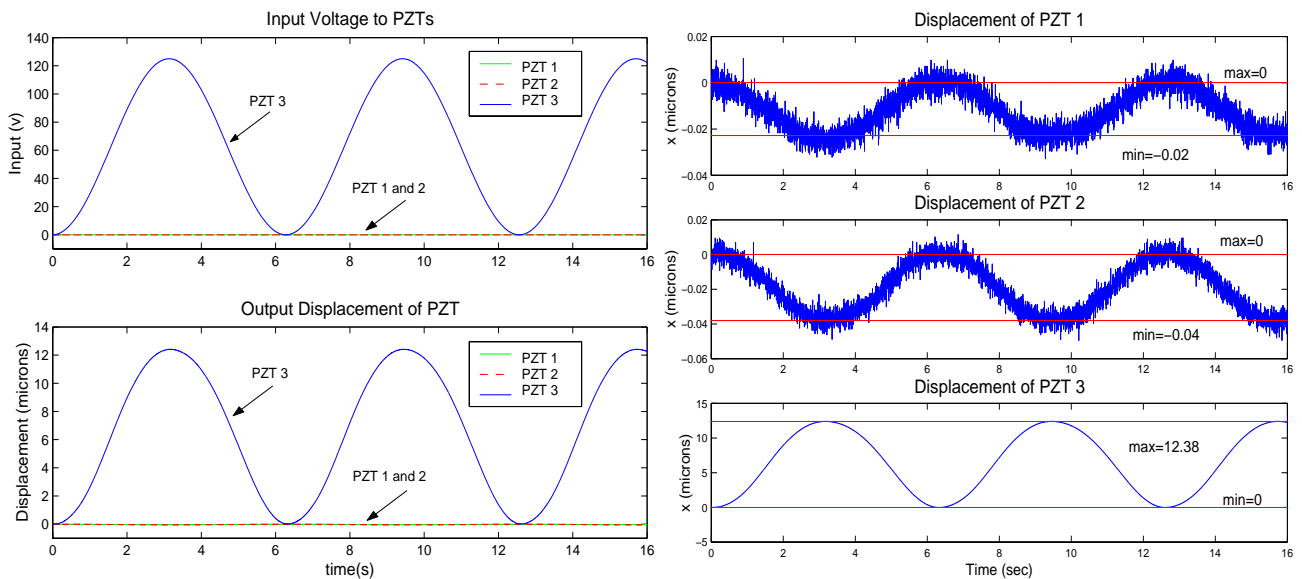 Input Voltage to PZTs
140
120
100
80
60
40
20
0
Input (v)
PZT 1
PZT 2
PZT 3
PZT 3
PZT 1 and 2
0 2 4 6 8 10 12 14 16
Output Displacement of PZT
14
12
10
8
6
4
2
0
Displacement (microns)
PZT 1
PZT 2
PZT 3
PZT 3
PZT 1 and 2
0 2 4 6 8 10 12 14 16
time(s)
Displacement of PZT 1
0.02
0
−0.02
−0.04
x (microns)
max=0
min=−0.02
0 2 4 6 8 10 12 14 16
Displacement of PZT 2
0.02
0
−0.02
−0.04
−0.06
x (microns)
max=0
min=−0.04
0 2 4 6 8 10 12 14 16
Displacement of PZT 3
10
5
0
−5
x (microns)
max=12.38
min=0
0 2 4 6 8 10 12 14 16
Time (sec)